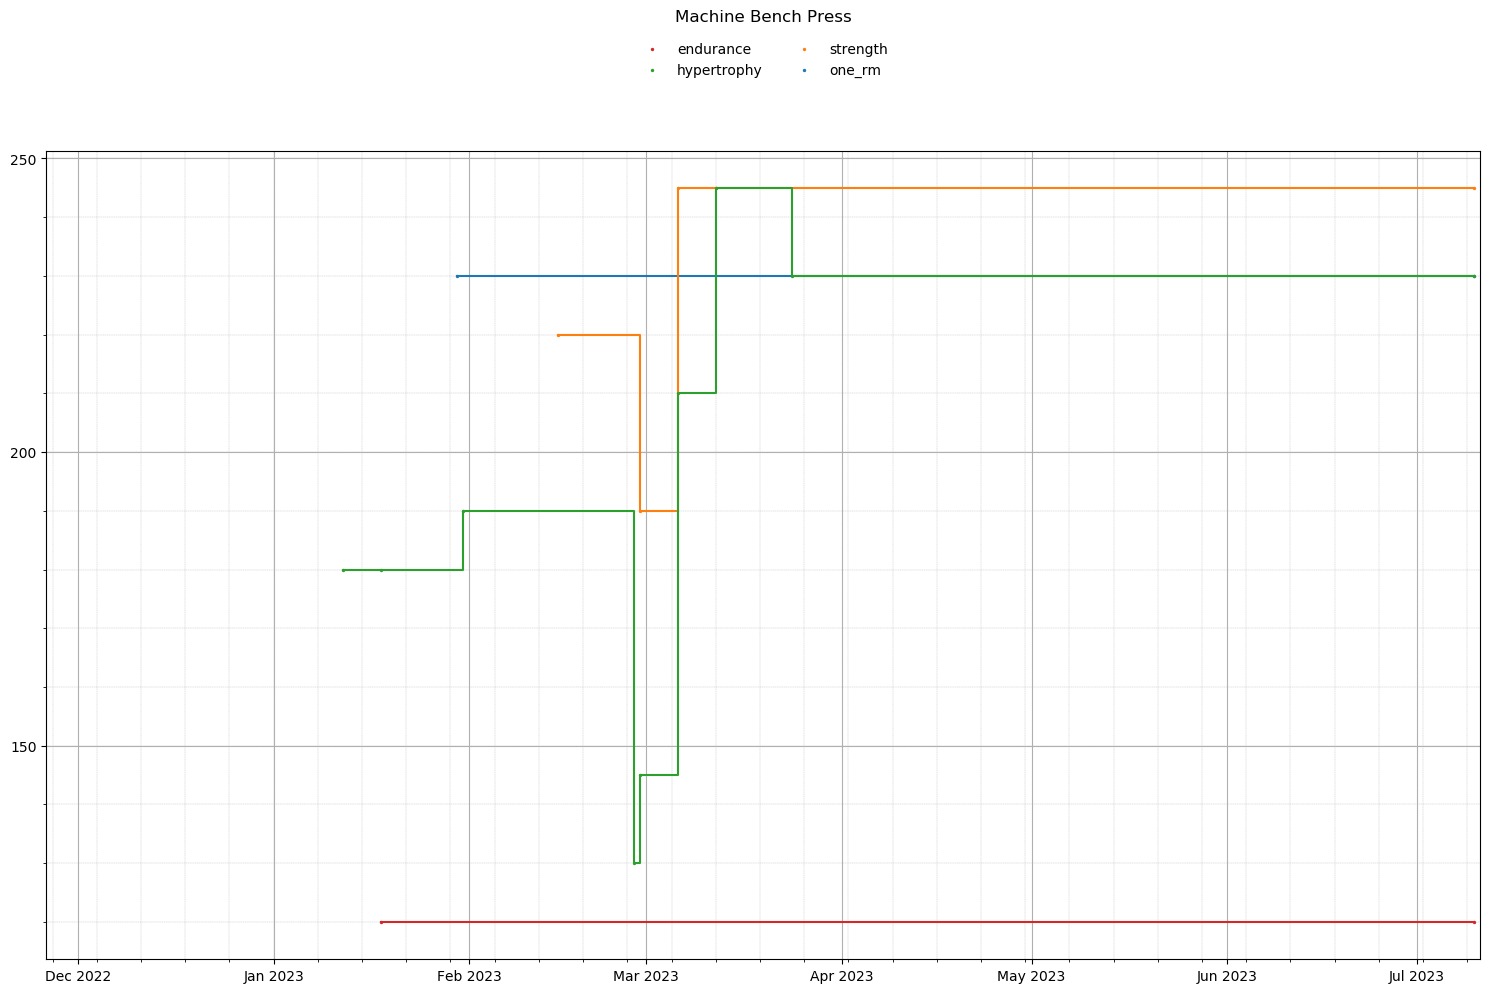 Machine Bench Press
endurance strength
hypertrophy one_rm
250
200
150
Dec 2022 Jan 2023 Feb 2023 Mar 2023 Apr 2023 May 2023 Jun 2023 Jul 2023